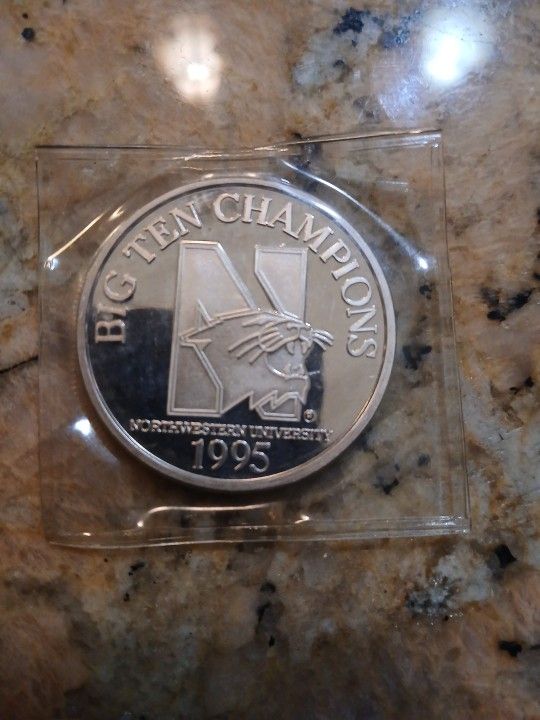 BIG TEN CHAMPIONS
N
®
NORTHWESTERN UNIVERSITY
1995